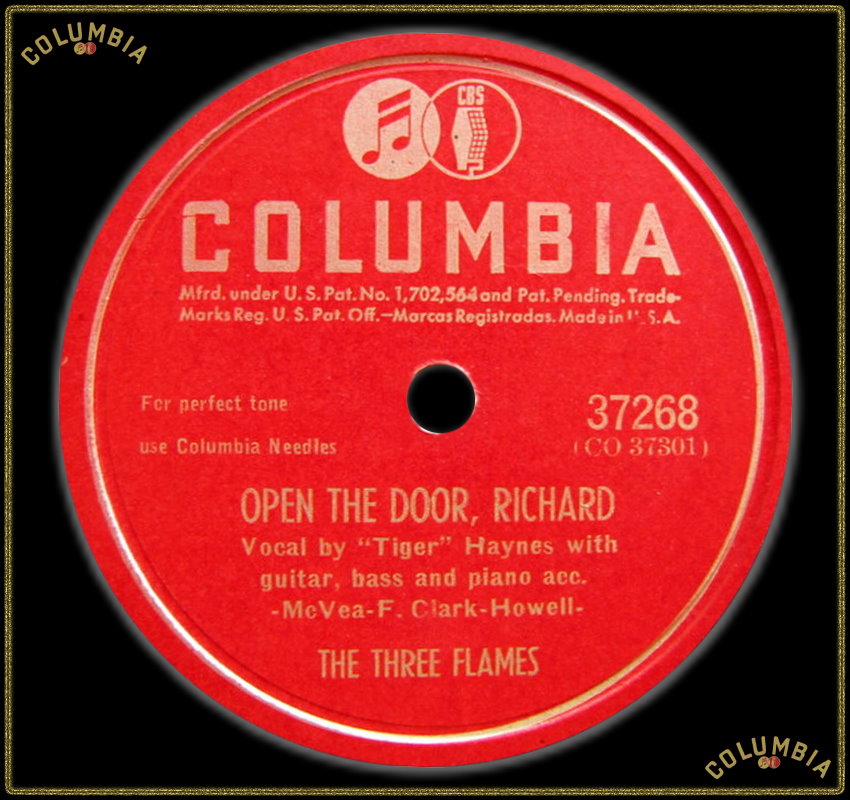 COLUMBIA
CBS
COLUMBIA
Mfrd. under U.S. Pat. No. 1,702,564 and Pat. Pending. Trade-
Marks Reg. U.S. Pat. Off.—Marcas Registradas. Made in U.S.A.
For perfect tone
37268
use Columbia Needles
(CO 37301)
OPEN THE DOOR, RICHARD
Vocal by "Tiger" Haynes with
guitar, bass and piano acc.
-McVea-F. Clark-Howell-
THE THREE FLAMES
COLUMBIA